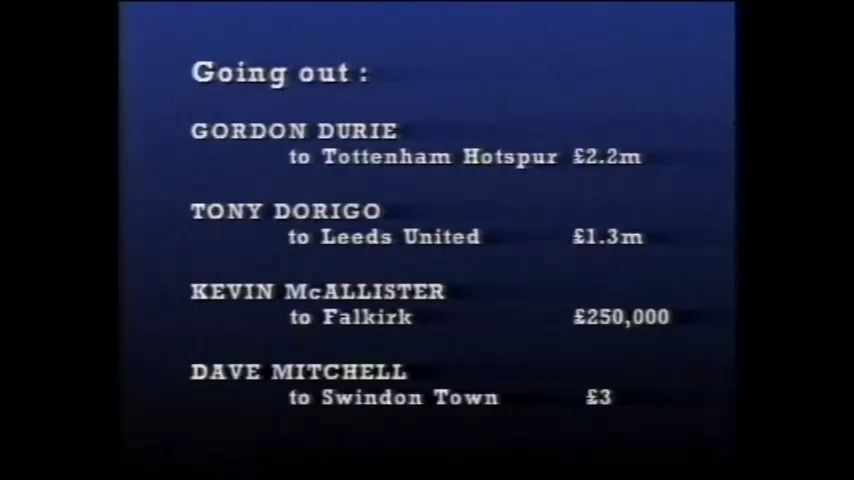 Going out :
GORDON DURIE
to Tottenham Hotspur £2.2m
TONY DORIGO
to Leeds United £1.3m
KEVIN McALLISTER
to Falkirk £250,000
DAVE MITCHELL
to Swindon Town £3